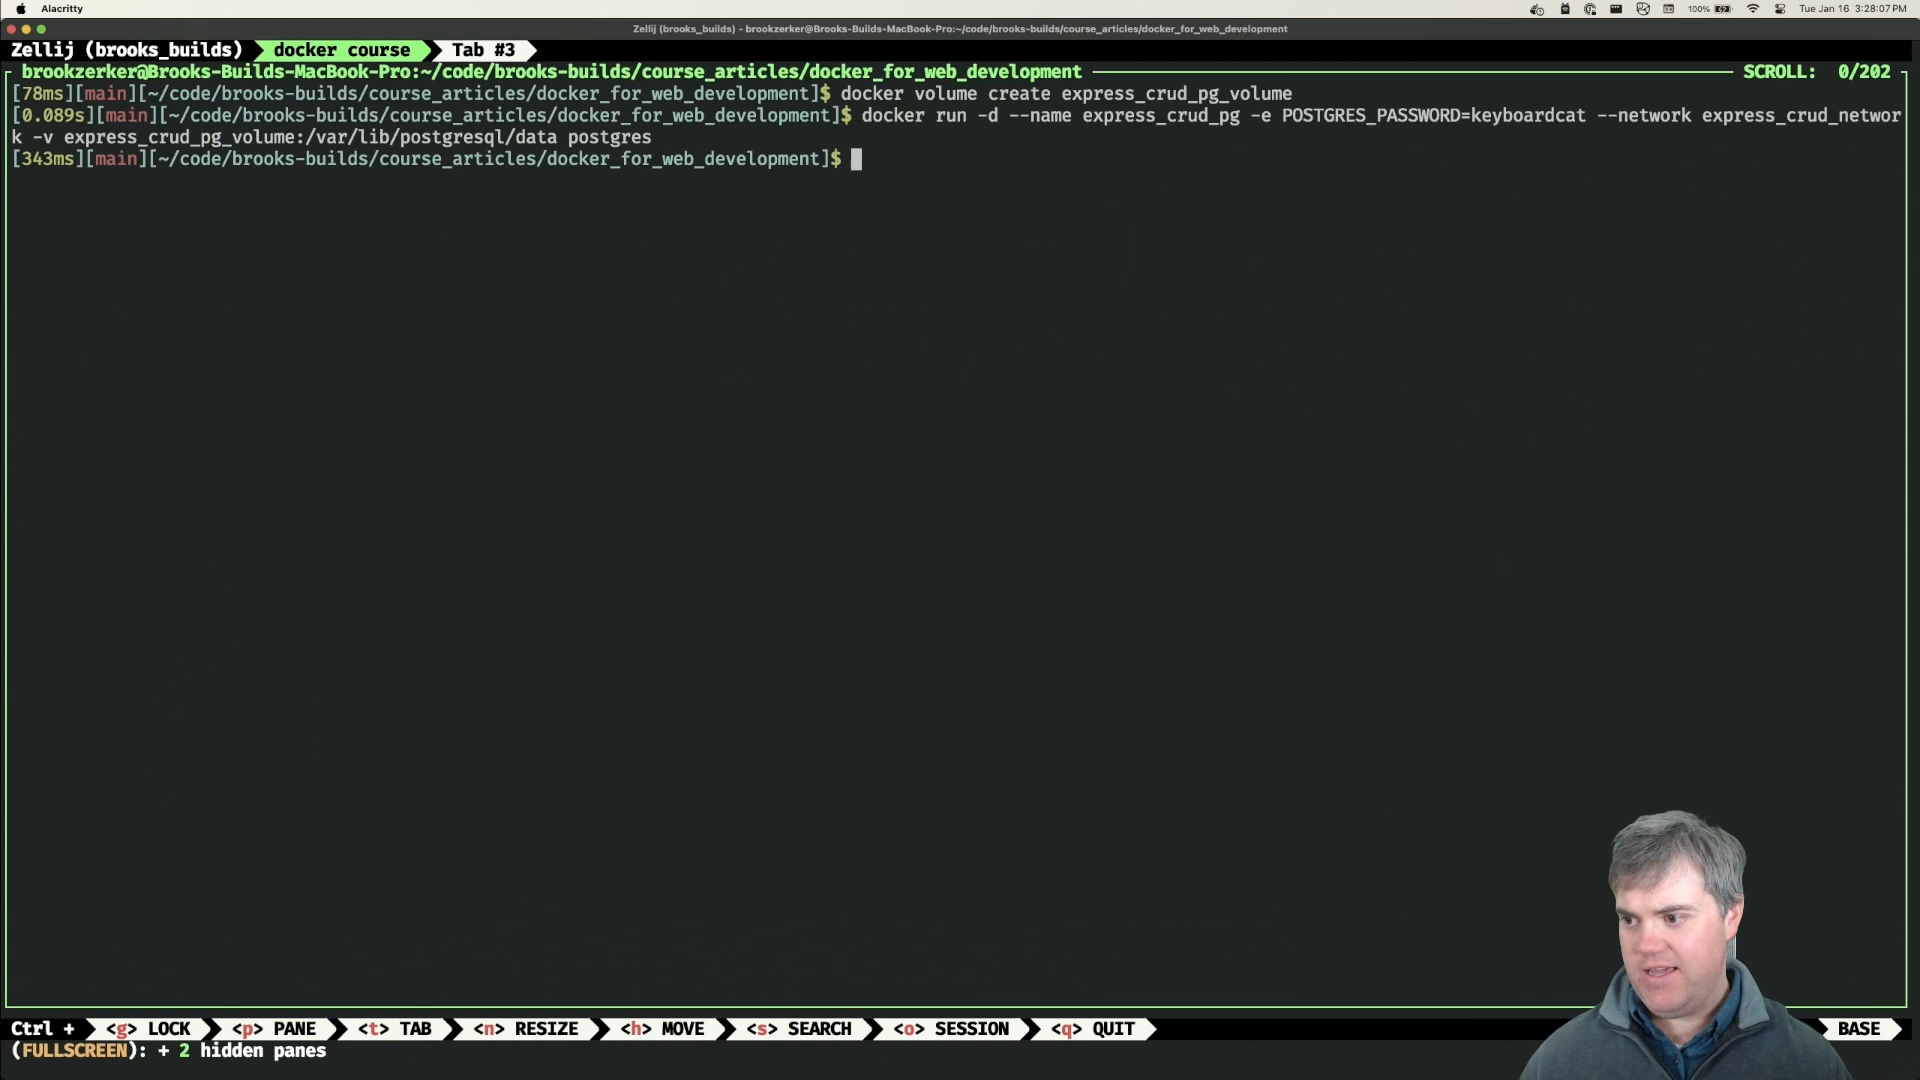 Alacritty
100%
Tue Jan 16 3:28:07 PM
Zellij (brooks_builds) - brookzerker@Brooks-Builds-MacBook-Pro:~/code/brooks-builds/course_articles/docker_for_web_development
Zellij (brooks_builds) docker course Tab #3
brookzerker@Brooks-Builds-MacBook-Pro:~/code/brooks-builds/course_articles/docker_for_web_development SCROLL: 0/202
[78ms][main][~/code/brooks-builds/course_articles/docker_for_web_development]$ docker volume create express_crud_pg_volume
[0.089s][main][~/code/brooks-builds/course_articles/docker_for_web_development]$ docker run -d --name express_crud_pg -e POSTGRES_PASSWORD=keyboardcat --network express_crud_networ
k -v express_crud_pg_volume:/var/lib/postgresql/data postgres
[343ms][main][~/code/brooks-builds/course_articles/docker_for_web_development]$
Ctrl + <g> LOCK <p> PANE <t> TAB <n> RESIZE <h> MOVE <s> SEARCH <o> SESSION <q> QUIT BASE
(FULLSCREEN): + 2 hidden panes